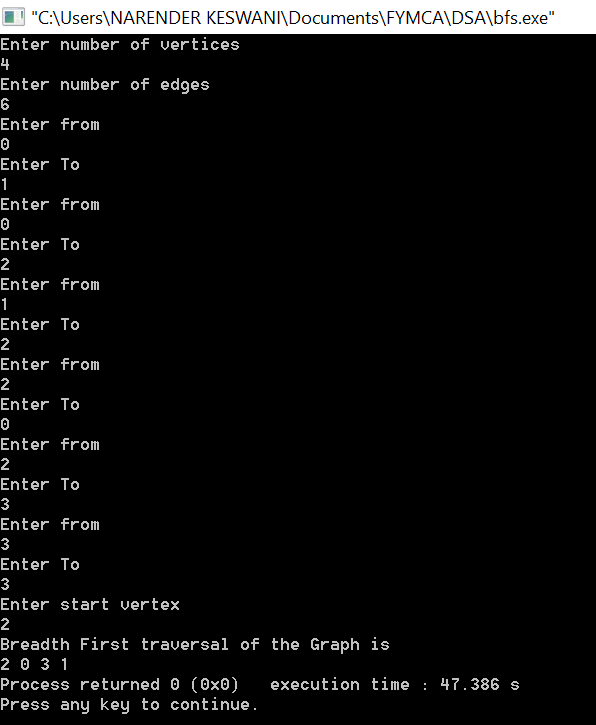 "C:\Users\NARENDER KESWANI\Documents\FYMCA\DSA\bfs.exe"
Enter number of vertices
4
Enter number of edges
6
Enter from
0
Enter To
1
Enter from
0
Enter To
2
Enter from
1
Enter To
2
Enter from
2
Enter To
0
Enter from
2
Enter To
3
Enter from
3
Enter To
3
Enter start vertex
2
Breadth First traversal of the Graph is
2 0 3 1
Process returned 0 (0x0)   execution time : 47.386 s
Press any key to continue.